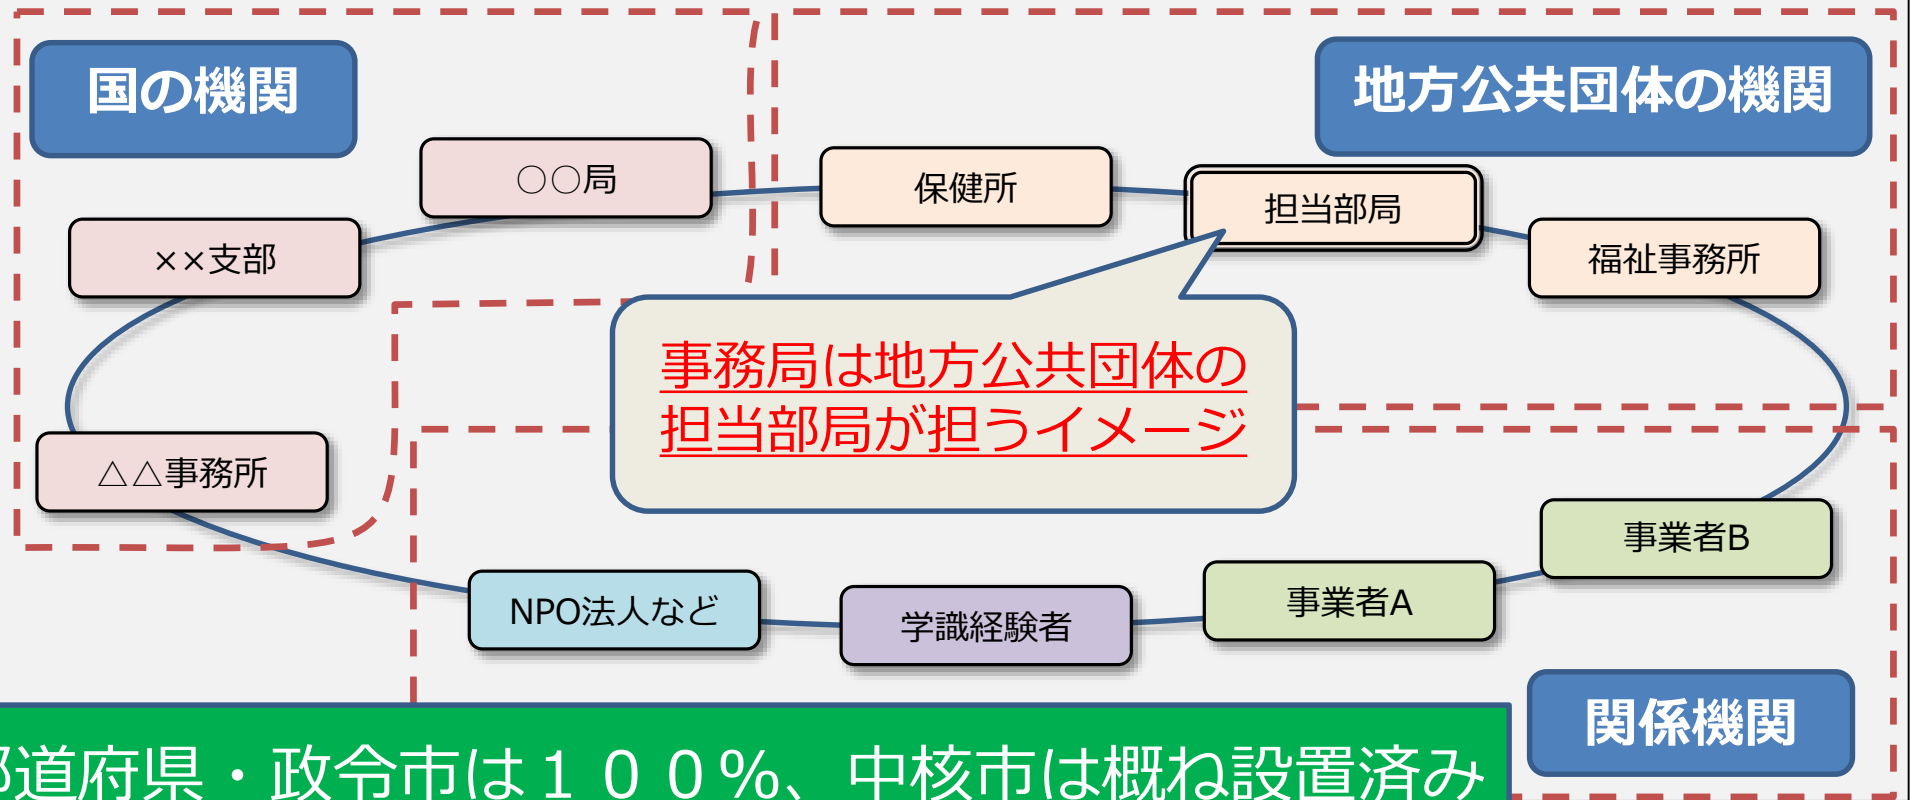 国の機関
地方公共団体の機関
○○局
保健所
担当部局
福祉事務所
××支部
事務局は地方公共団体の
担当部局が担うイメージ
△△事務所
事業者B
事業者A
NPO法人など
学識経験者
関係機関
道府県・政令市は１００％、中核市は概ね設置済み